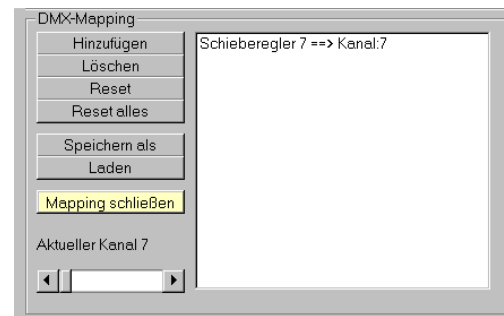 DMX-Mapping
Hinzufügen
Löschen
Reset
Reset alles
Speichern als
Laden
Mapping schließen
Aktueller Kanal 7
Schieberegler 7 ==> Kanal:7